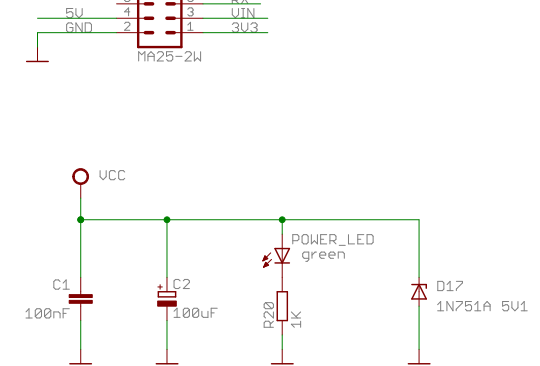 RX
5V 4 3 VIN
GND 2 1 3V3
MA25-2W
VCC
POWER_LED
green
C1
100nF
+
C2
100uF
R20
1K
D17
1N751A 5V1